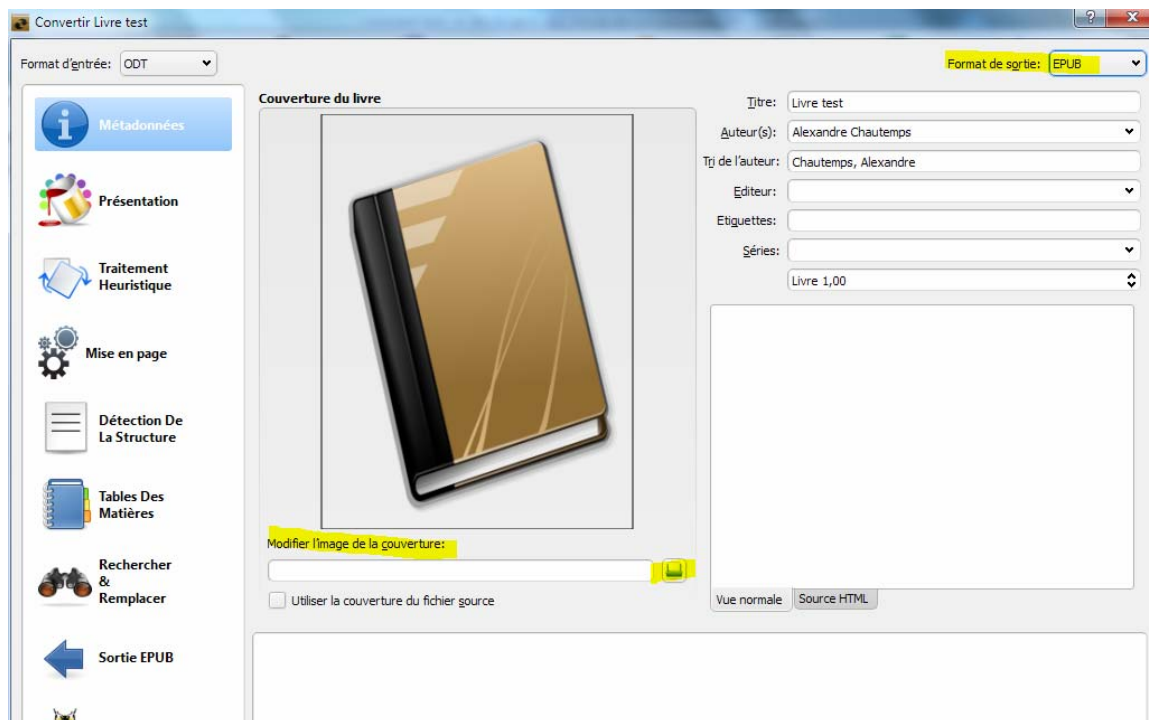 Convertir Livre test
Format d'entrée: ODT
Format de sortie: EPUB
Métadonnées
Présentation
Traitement
Heuristique
Mise en page
Détection De
La Structure
Tables Des
Matières
Rechercher
&
Remplacer
Sortie EPUB
Couverture du livre
Modifier l'image de la couverture:
Utiliser la couverture du fichier source
Titre: Livre test
Auteur(s): Alexandre Chautemps
Tri de l'auteur: Chautemps, Alexandre
Editeur:
Etiquettes:
Séries:
Livre 1,00
Vue normale
Source HTML